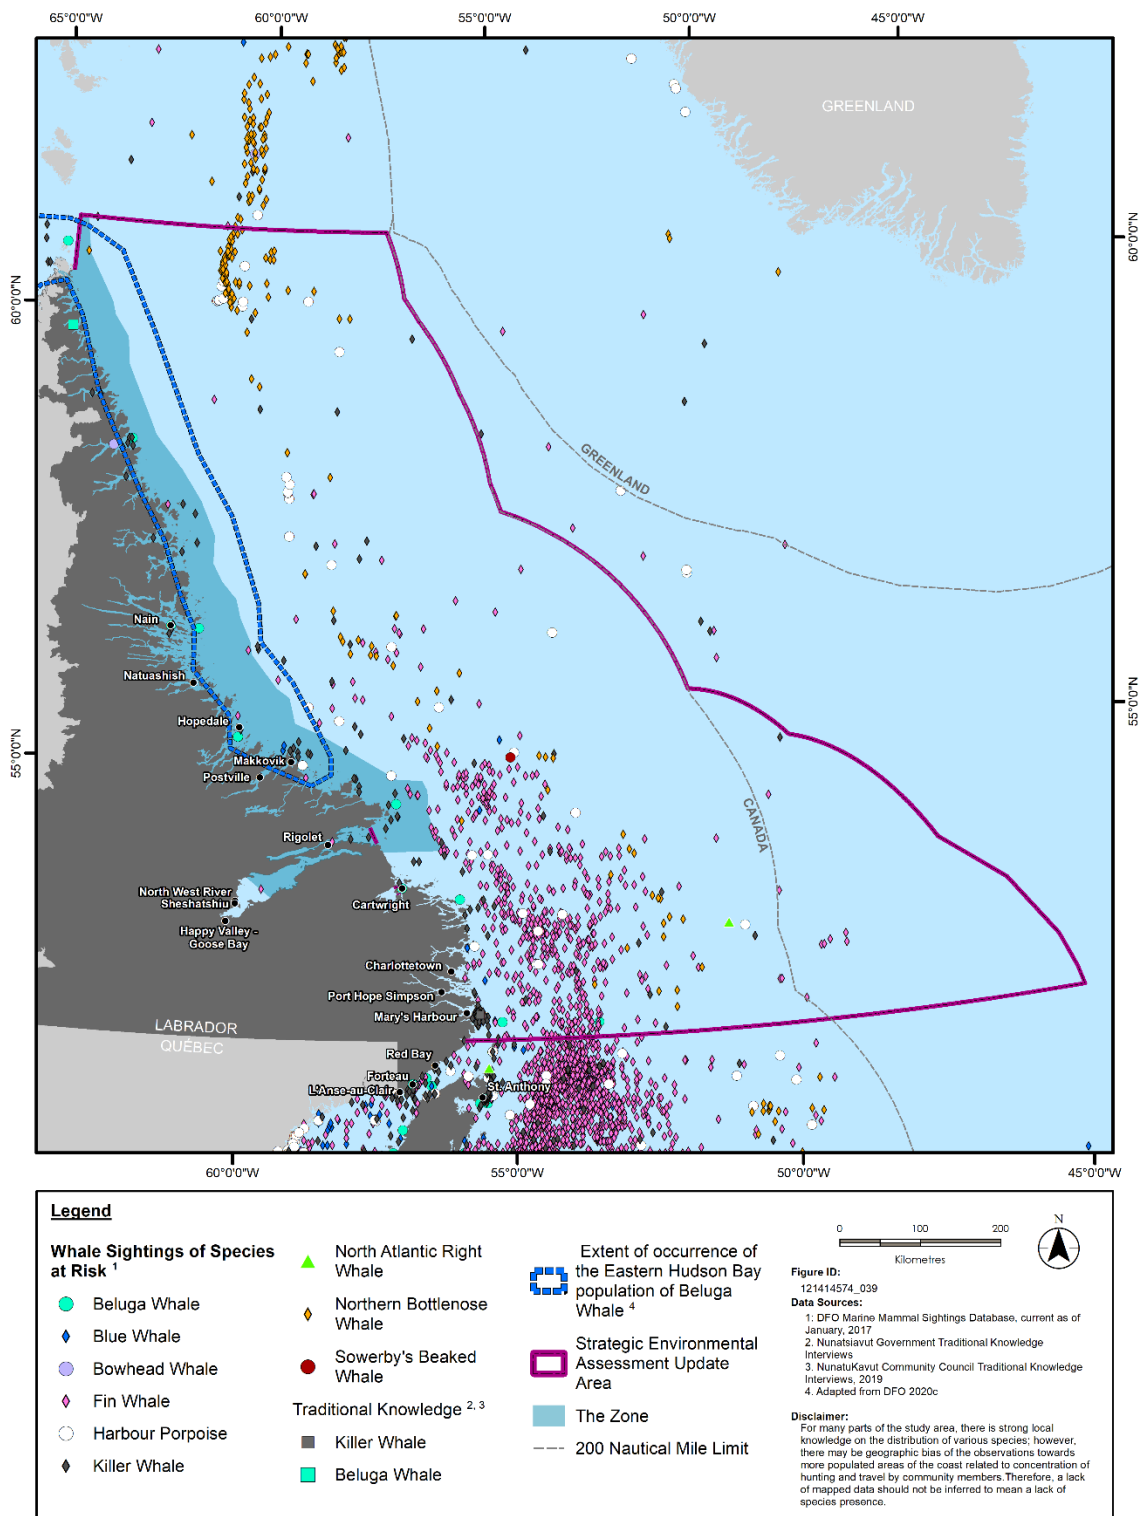 65°0'0"W 60°0'0"W 55°0'0"W 50°0'0"W 45°0'0"W
GREENLAND
60°0'0"N
60°0'0"N
GREENLAND
Nain
Natuashish
55°0'0"N
Hopedale
55°0'0"N
Makkovik
Postville
CANADA
Rigolet
North West River
Sheshatshiu
Cartwright
Happy Valley -
Goose Bay
Charlottetown
Port Hope Simpson
Mary's Harbour
LABRADOR
QUÉBEC
Red Bay
Forteau
L'Anse-au-Clair
St. Anthony
60°0'0"W 55°0'0"W 50°0'0"W 45°0'0"W
Legend
Whale Sightings of Species
at Risk 1
Beluga Whale
Blue Whale
Bowhead Whale
Fin Whale
Harbour Porpoise
Killer Whale
North Atlantic Right
Whale
Northern Bottlenose
Whale
Sowerby's Beaked
Whale
Traditional Knowledge 2, 3
Killer Whale
Beluga Whale
Extent of occurrence of
the Eastern Hudson Bay
population of Beluga
Whale 4
Strategic Environmental
Assessment Update
Area
The Zone
200 Nautical Mile Limit
0 100 200
Kilometres
N
Figure ID:
121414574_039
Data Sources:
1: DFO Marine Mammal Sightings Database, current as of
January, 2017
2. Nunatsiavut Government Traditional Knowledge
Interviews
3. NunatuKavut Community Council Traditional Knowledge
Interviews, 2019
4. Adapted from DFO 2020c
Disclaimer:
For many parts of the study area, there is strong local
knowledge on the distribution of various species; however,
there may be geographic bias of the observations towards
more populated areas of the coast related to concentration of
hunting and travel by community members.Therefore, a lack
of mapped data should not be inferred to mean a lack of
species presence.